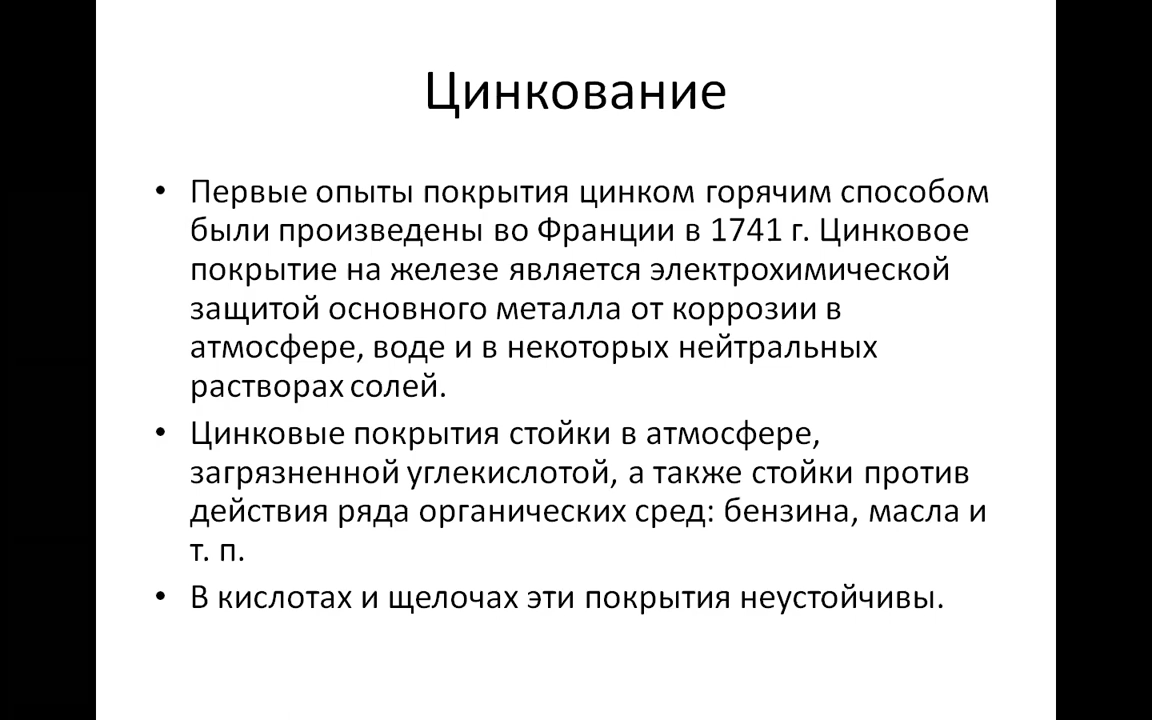 Цинкование
• Первые опыты покрытия цинком горячим способом
были произведены во Франции в 1741 г. Цинковое
покрытие на железе является электрохимической
защитой основного металла от коррозии в
атмосфере, воде и в некоторых нейтральных
растворах солей.
• Цинковые покрытия стойки в атмосфере,
загрязненной углекислотой, а также стойки против
действия ряда органических сред: бензина, масла и
т. п.
• В кислотах и щелочах эти покрытия неустойчивы.